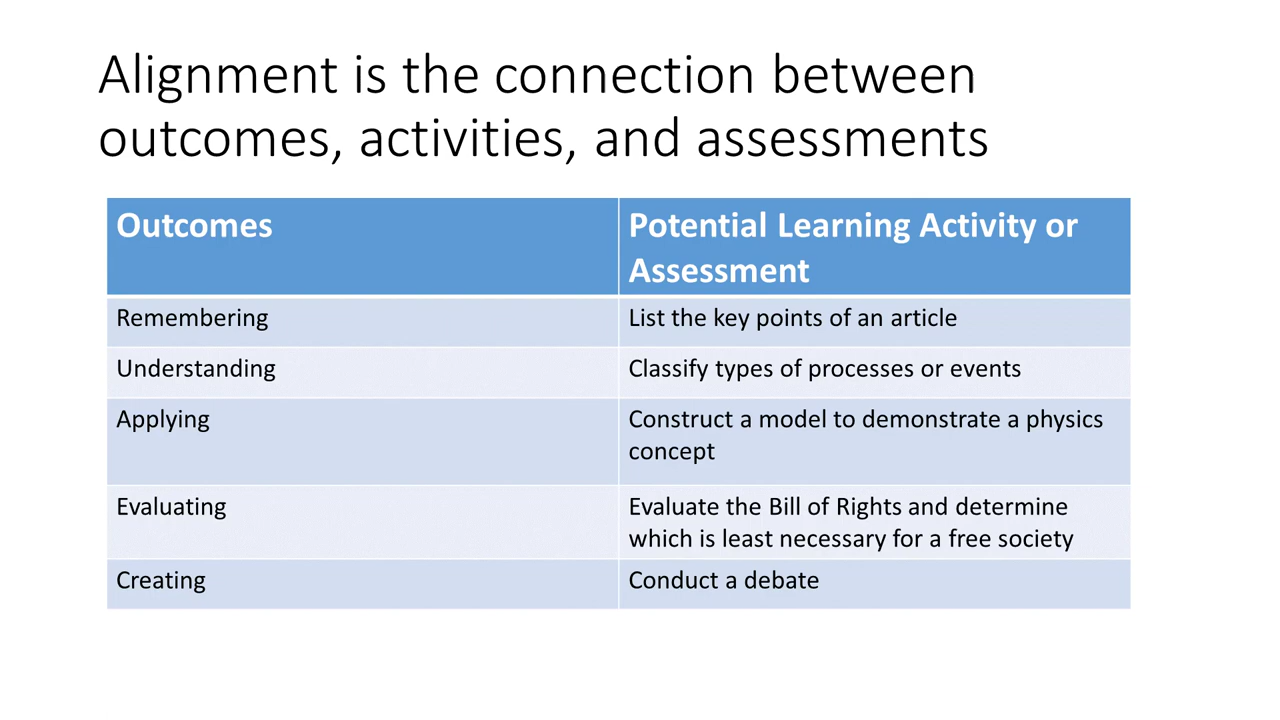 Alignment is the connection between
outcomes, activities, and assessments
Outcomes
Potential Learning Activity or
Assessment
Remembering
List the key points of an article
Understanding
Classify types of processes or events
Applying
Construct a model to demonstrate a physics
concept
Evaluating
Evaluate the Bill of Rights and determine
which is least necessary for a free society
Creating
Conduct a debate